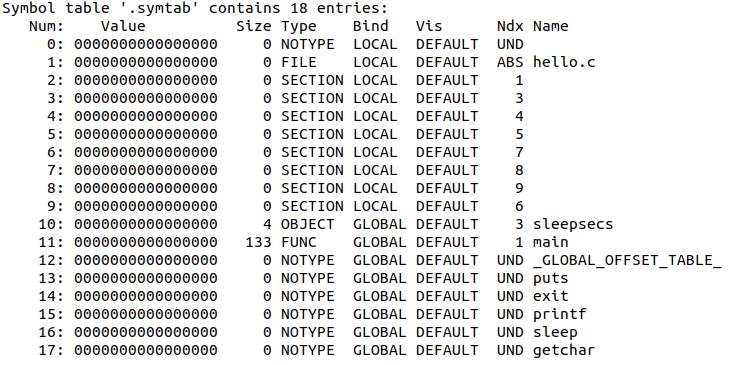 Symbol table '.symtab' contains 18 entries:
   Num:    Value          Size Type    Bind   Vis      Ndx Name
     0: 0000000000000000     0 NOTYPE  LOCAL  DEFAULT  UND
     1: 0000000000000000     0 FILE    LOCAL  DEFAULT  ABS hello.c
     2: 0000000000000000     0 SECTION LOCAL  DEFAULT    1
     3: 0000000000000000     0 SECTION LOCAL  DEFAULT    3
     4: 0000000000000000     0 SECTION LOCAL  DEFAULT    4
     5: 0000000000000000     0 SECTION LOCAL  DEFAULT    5
     6: 0000000000000000     0 SECTION LOCAL  DEFAULT    7
     7: 0000000000000000     0 SECTION LOCAL  DEFAULT    8
     8: 0000000000000000     0 SECTION LOCAL  DEFAULT    9
     9: 0000000000000000     0 SECTION LOCAL  DEFAULT    6
    10: 0000000000000000     4 OBJECT  GLOBAL DEFAULT    3 sleepsecs
    11: 0000000000000000   133 FUNC    GLOBAL DEFAULT    1 main
    12: 0000000000000000     0 NOTYPE  GLOBAL DEFAULT  UND _GLOBAL_OFFSET_TABLE_
    13: 0000000000000000     0 NOTYPE  GLOBAL DEFAULT  UND puts
    14: 0000000000000000     0 NOTYPE  GLOBAL DEFAULT  UND exit
    15: 0000000000000000     0 NOTYPE  GLOBAL DEFAULT  UND printf
    16: 0000000000000000     0 NOTYPE  GLOBAL DEFAULT  UND sleep
    17: 0000000000000000     0 NOTYPE  GLOBAL DEFAULT  UND getchar